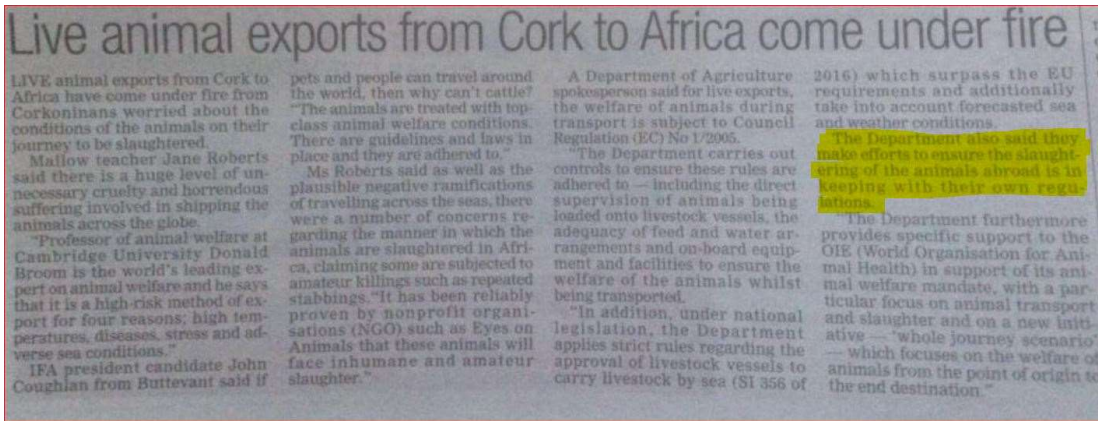 Live animal exports from Cork to Africa come under fire
LIVE animal exports from Cork to
Africa have come under fire from
Corkoninans worried about the
conditions of the animals on their
journey to be slaughtered.
Mallow teacher Jane Roberts
said there is a huge level of un-
necessary cruelty and horrendous
suffering involved in shipping the
animals across the globe.
"Professor of animal welfare at
Cambridge University Donald
Broom is the world's leading ex-
pert on animal welfare and he says
that it is a high-risk method of ex-
port for four reasons; high tem-
peratures, diseases, stress and ad-
verse sea conditions."
IFA president candidate John
Coughlan from Buttevant said if
pets and people can travel around
the world, then why can't cattle?
"The animals are treated with top-
class animal welfare conditions.
There are guidelines and laws in
place and they are adhered to."
Ms Roberts said as well as the
plausible negative ramifications
of travelling across the seas, there
were a number of concerns re-
garding the manner in which the
animals are slaughtered in Afri-
ca, claiming some are subjected to
amateur killings such as repeated
stabbings. "It has been reliably
proven by nonprofit organi-
sations (NGO) such as Eyes on
Animals that these animals will
face inhumane and amateur
slaughter."
A Department of Agriculture
spokesperson said for live exports,
the welfare of animals during
transport is subject to Council
Regulation (EC) No 1/2005.
"The Department carries out
controls to ensure these rules are
adhered to — including the direct
supervision of animals being
loaded onto livestock vessels, the
adequacy of feed and water ar-
rangements and on-board equip-
ment and facilities to ensure the
welfare of the animals whilst
being transported.
"In addition, under national
legislation, the Department
applies strict rules regarding the
approval of livestock vessels to
carry livestock by sea (SI 356 of
2016) which surpass the EU
requirements and additionally
take into account forecasted sea
and weather conditions.
The Department also said they
make efforts to ensure the slaught-
ering of the animals abroad is in
keeping with their own regu-
lations.
"The Department furthermore
provides specific support to the
OIE (World Organisation for Ani-
mal Health) in support of its ani-
mal welfare mandate, with a par-
ticular focus on animal transport
and slaughter and on a new initi-
ative — "whole journey scenario"
— which focuses on the welfare of
animals from the point of origin to
the end destination."